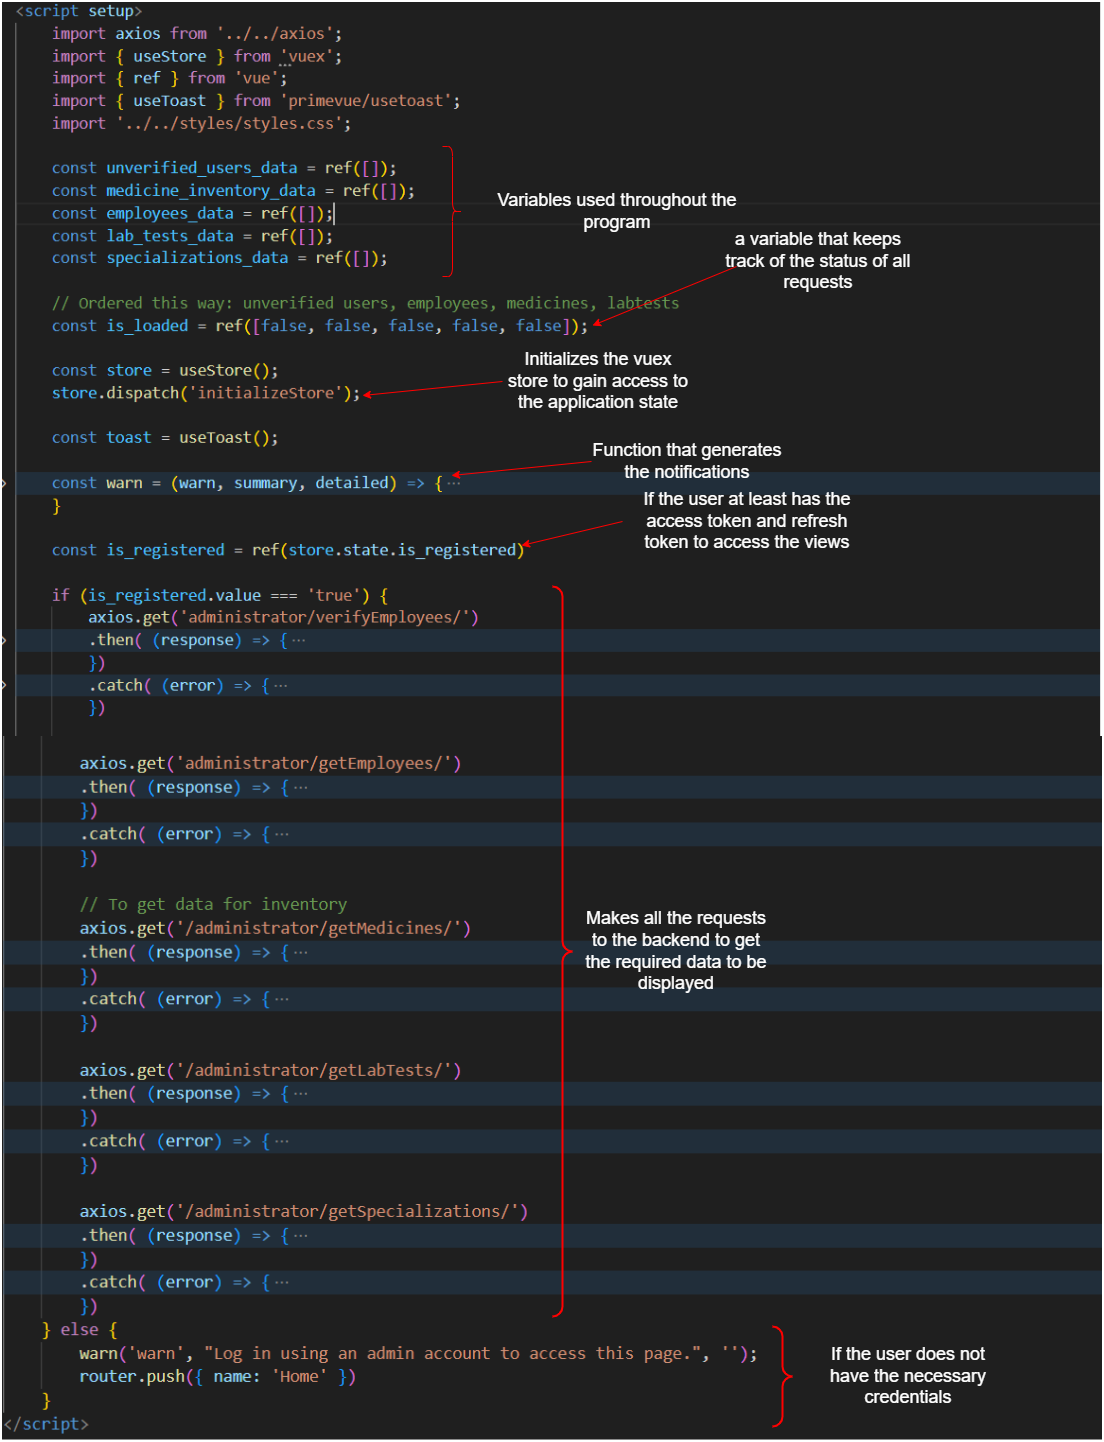 <script setup>
import axios from '../../axios';
import { useStore } from 'vuex';
import { ref } from 'vue';
import { useToast } from 'primevue/usetoast';
import '../../styles/styles.css';
const unverified_users_data = ref([]);
const medicine_inventory_data = ref([]);
const employees_data = ref([]);
const lab_tests_data = ref([]);
const specializations_data = ref([]);
Variables used throughout the
program
a variable that keeps
track of the status of all
requests
// Ordered this way: unverified users, employees, medicines, labtests
const is_loaded = ref([false, false, false, false, false]);
const store = useStore();
store.dispatch('initializeStore');
Initializes the vuex
store to gain access to
the application state
const toast = useToast();
Function that generates
the notifications
const warn = (warn, summary, detailed) => { ···
}
If the user at least has the
access token and refresh
token to access the views
const is_registered = ref(store.state.is_registered)
if (is_registered.value === 'true') {
axios.get('administrator/verifyEmployees/')
.then( (response) => { ···
})
.catch( (error) => { ···
})
axios.get('administrator/getEmployees/')
.then( (response) => { ···
})
.catch( (error) => { ···
})
// To get data for inventory
axios.get('/administrator/getMedicines/')
.then( (response) => { ···
})
.catch( (error) => { ···
})
Makes all the requests
to the backend to get
the required data to be
displayed
axios.get('/administrator/getLabTests/')
.then( (response) => { ···
})
.catch( (error) => { ···
})
axios.get('/administrator/getSpecializations/')
.then( (response) => { ···
})
.catch( (error) => { ···
})
} else {
warn('warn', "Log in using an admin account to access this page.", '');
router.push({ name: 'Home' })
}
If the user does not
have the necessary
credentials
</script>